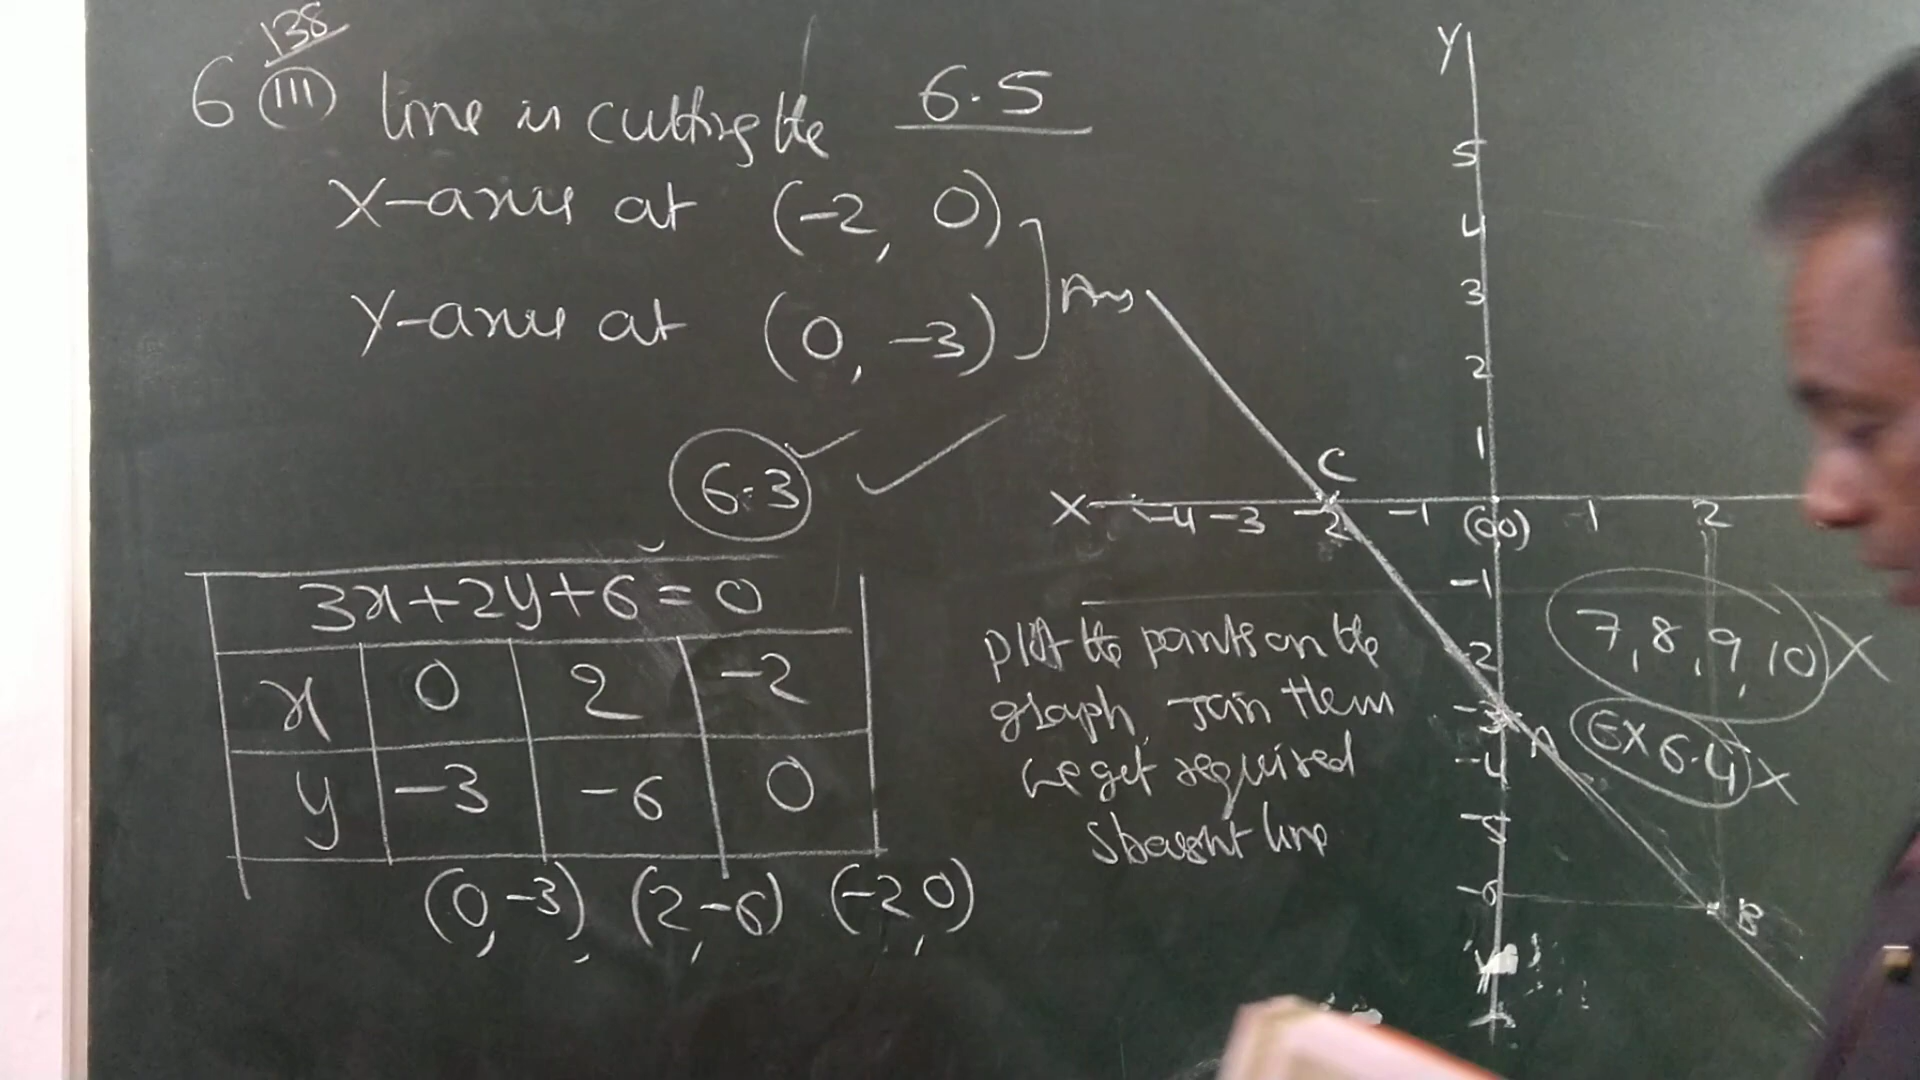 138
6 (III) line is cutting the 6.5
X-axis at (-2, 0)
Y-axis at (0, -3)
Ans
6.3
3x+2y+6=0
x 0 2 -2
y -3 -6 0
(0,-3), (2,-6) (-2,0)
plot the points on the
graph, Join them
we get required
Straight line
Y
5
4
3
2
1
C
X -4 -3 -2 -1 (00) 1 2
-1
-2
-3
A
-4
-5
-6
B
7,8,9,10 X
EX 6.4 X